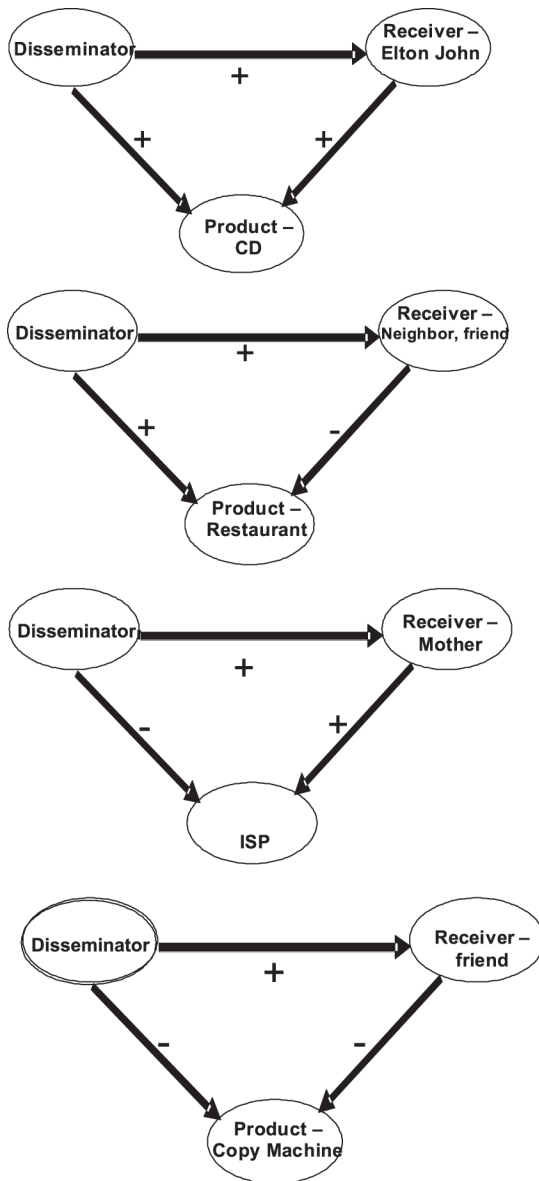 Disseminator
Receiver –
Elton John
+
+
+
Product –
CD
Disseminator
Receiver –
Neighbor, friend
+
+
-
Product –
Restaurant
Disseminator
Receiver –
Mother
+
-
+
ISP
Disseminator
Receiver –
friend
+
-
-
Product –
Copy Machine